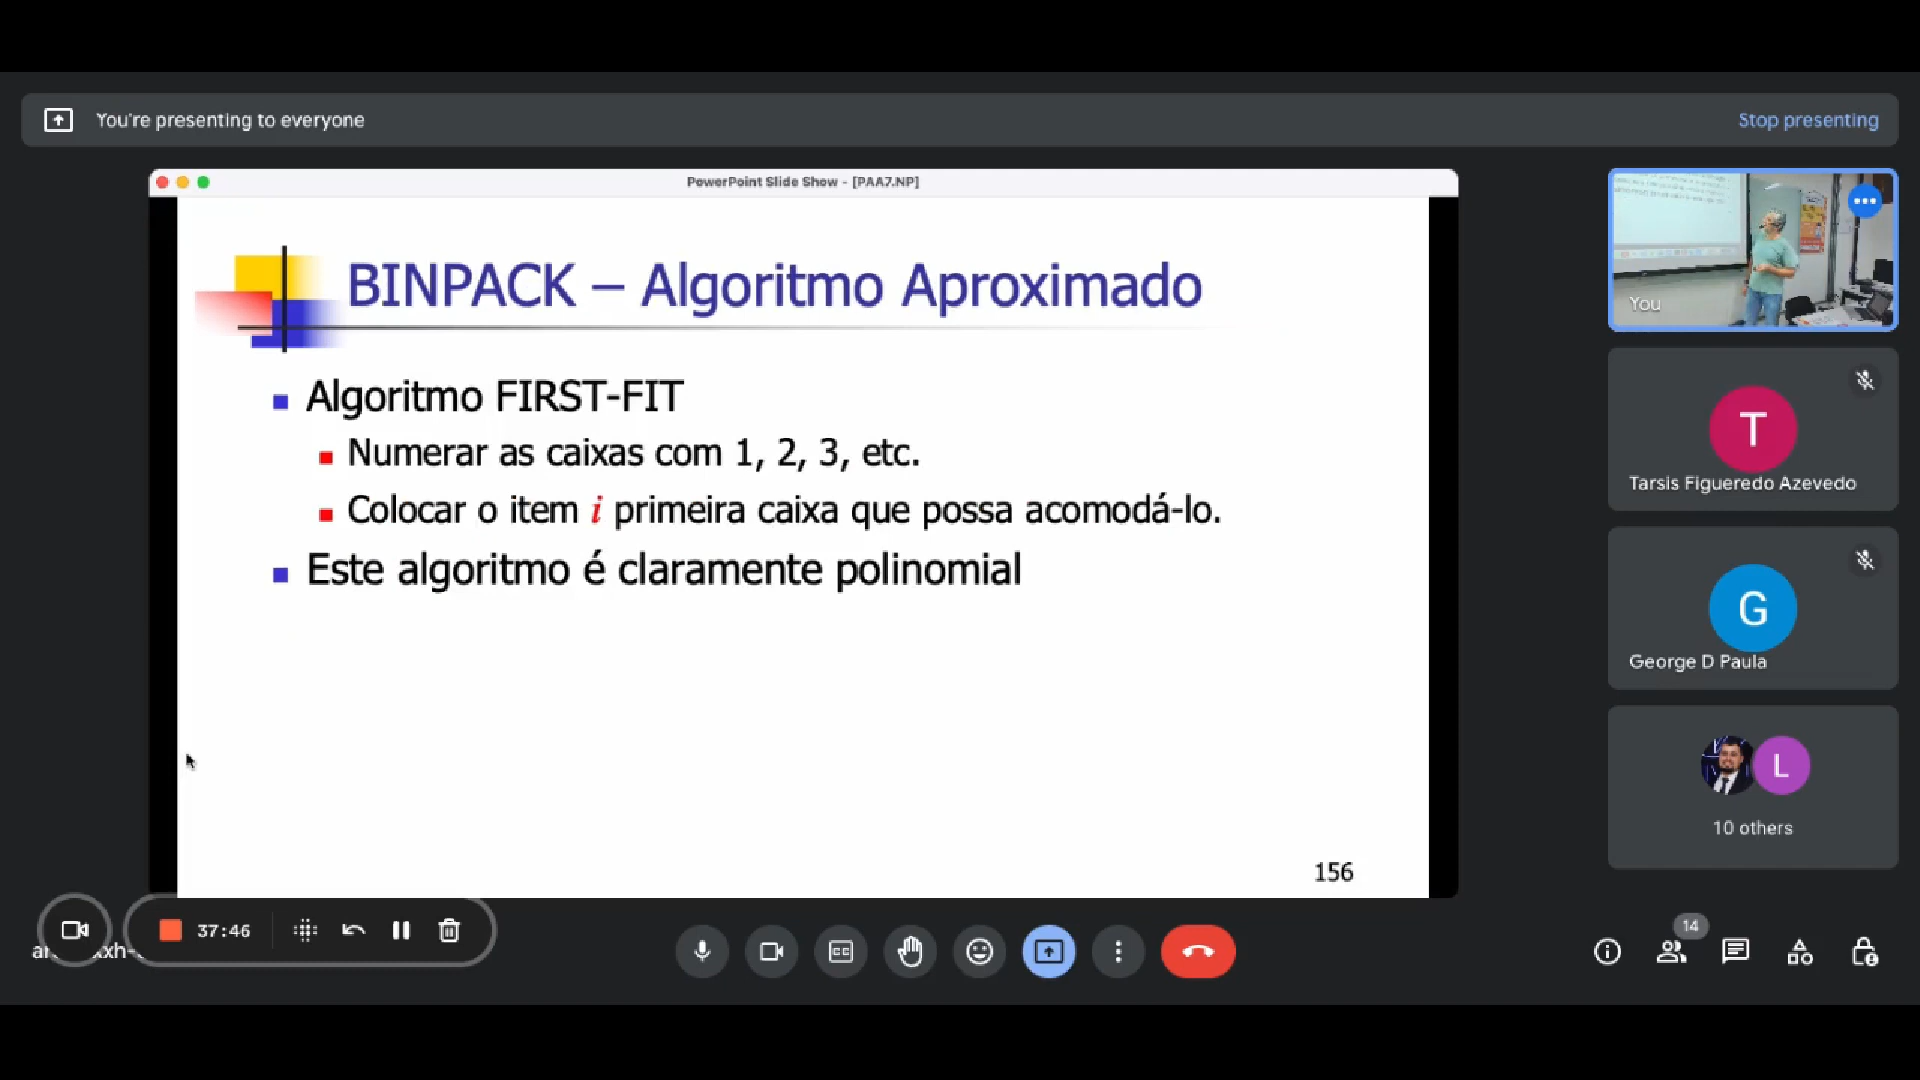 You're presenting to everyone
Stop presenting
PowerPoint Slide Show - [PAA7.NP]
BINPACK – Algoritmo Aproximado
Algoritmo FIRST-FIT
Numerar as caixas com 1, 2, 3, etc.
Colocar o item i primeira caixa que possa acomodá-lo.
Este algoritmo é claramente polinomial
156
You
T
Tarsis Figueredo Azevedo
G
George D Paula
L
10 others
37:46
CC
14